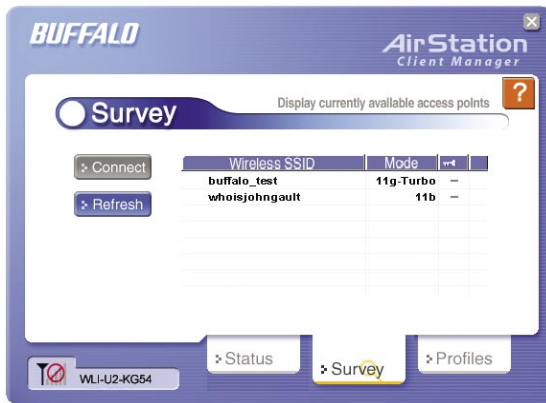 BUFFALO
AirStation
Client Manager
Survey
Display currently available access points
?
Connect
Refresh
Wireless SSID Mode
buffalo_test 11g-Turbo –
whoisjohngault 11b –
Status
Survey
Profiles
WLI-U2-KG54